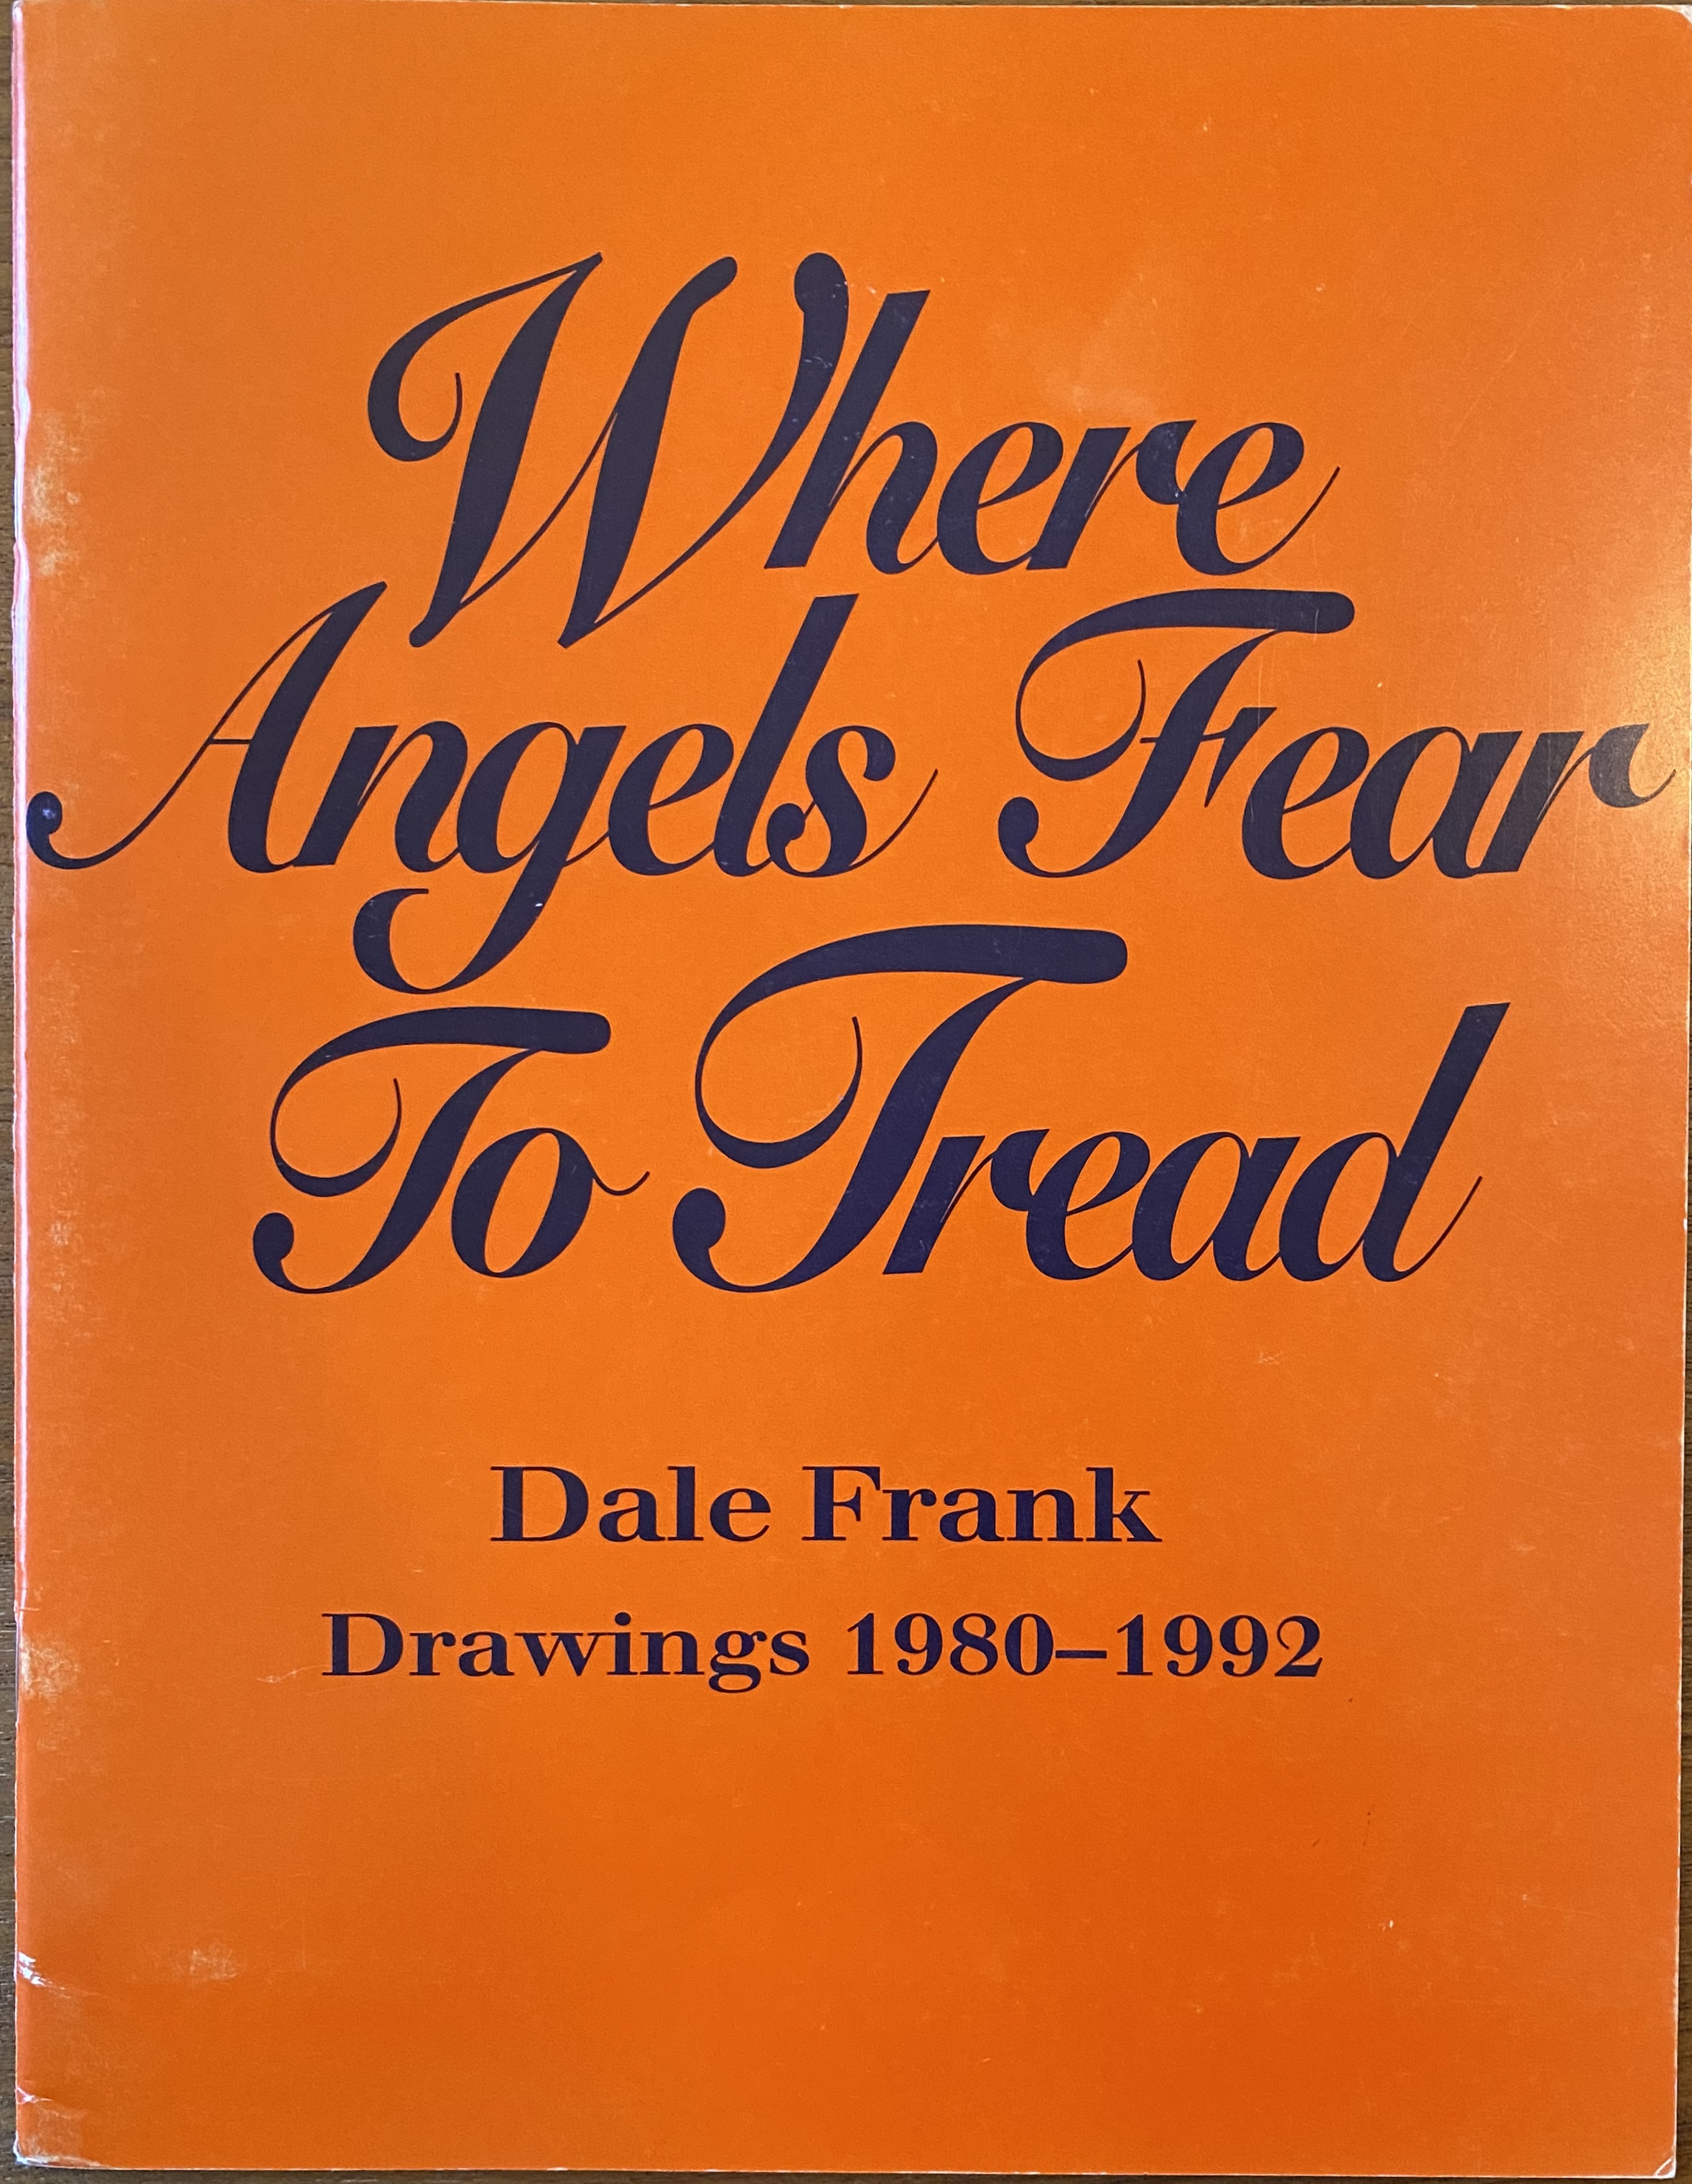 Where
Angels Fear
To Tread
Dale Frank
Drawings 1980–1992